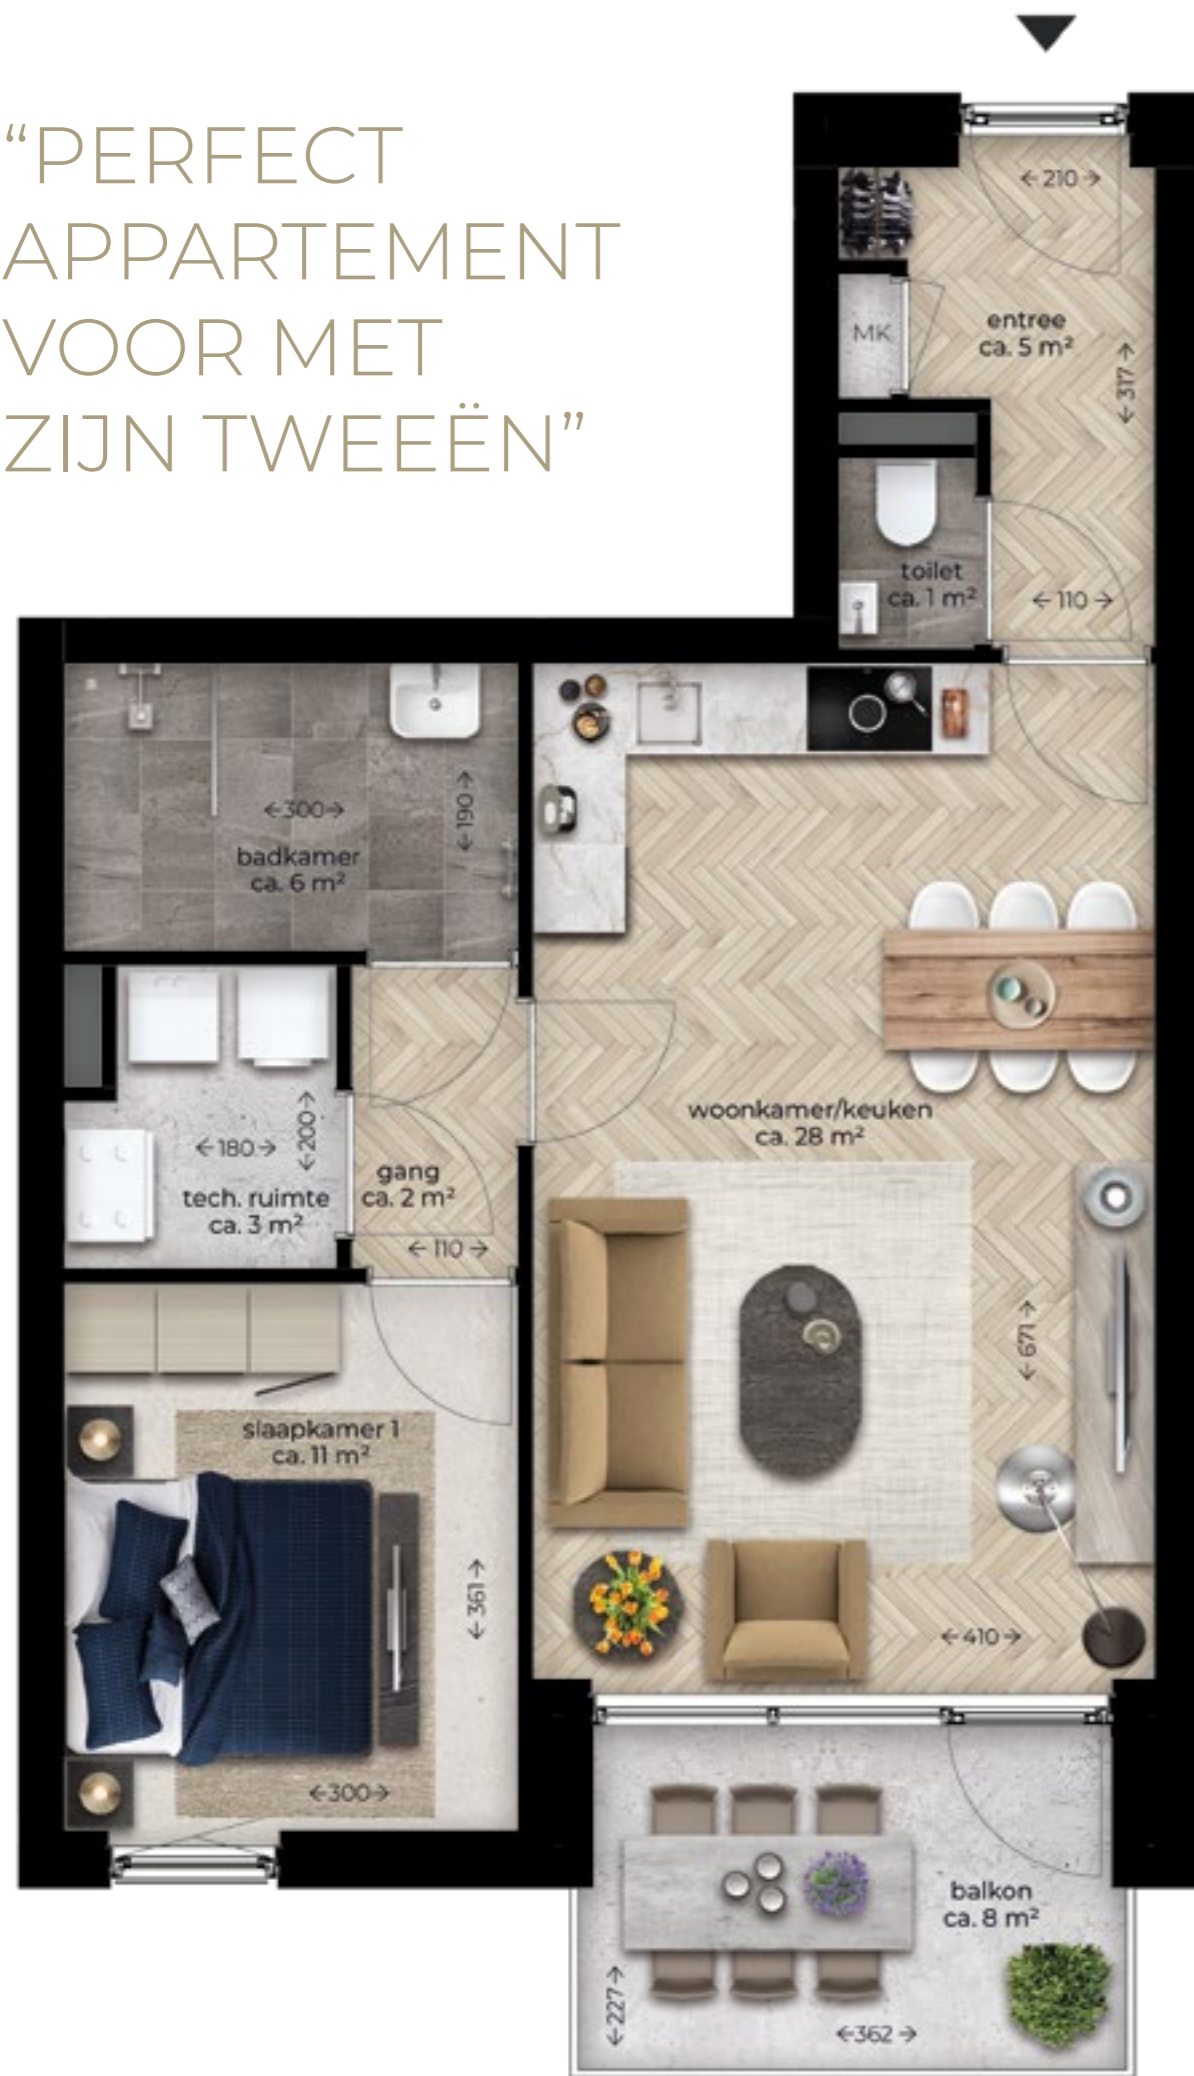 “PERFECT
APPARTEMENT
VOOR MET
ZIJN TWEEËN”
←210→
entree
ca. 5 m²
MK
←317→
toilet
ca. 1 m²
←110→
←300→
←190→
badkamer
ca. 6 m²
woonkamer/keuken
ca. 28 m²
←180→
←200→
tech. ruimte
ca. 3 m²
gang
ca. 2 m²
←110→
←671→
slaapkamer 1
ca. 11 m²
←361→
←410→
←300→
balkon
ca. 8 m²
←227→
←362→